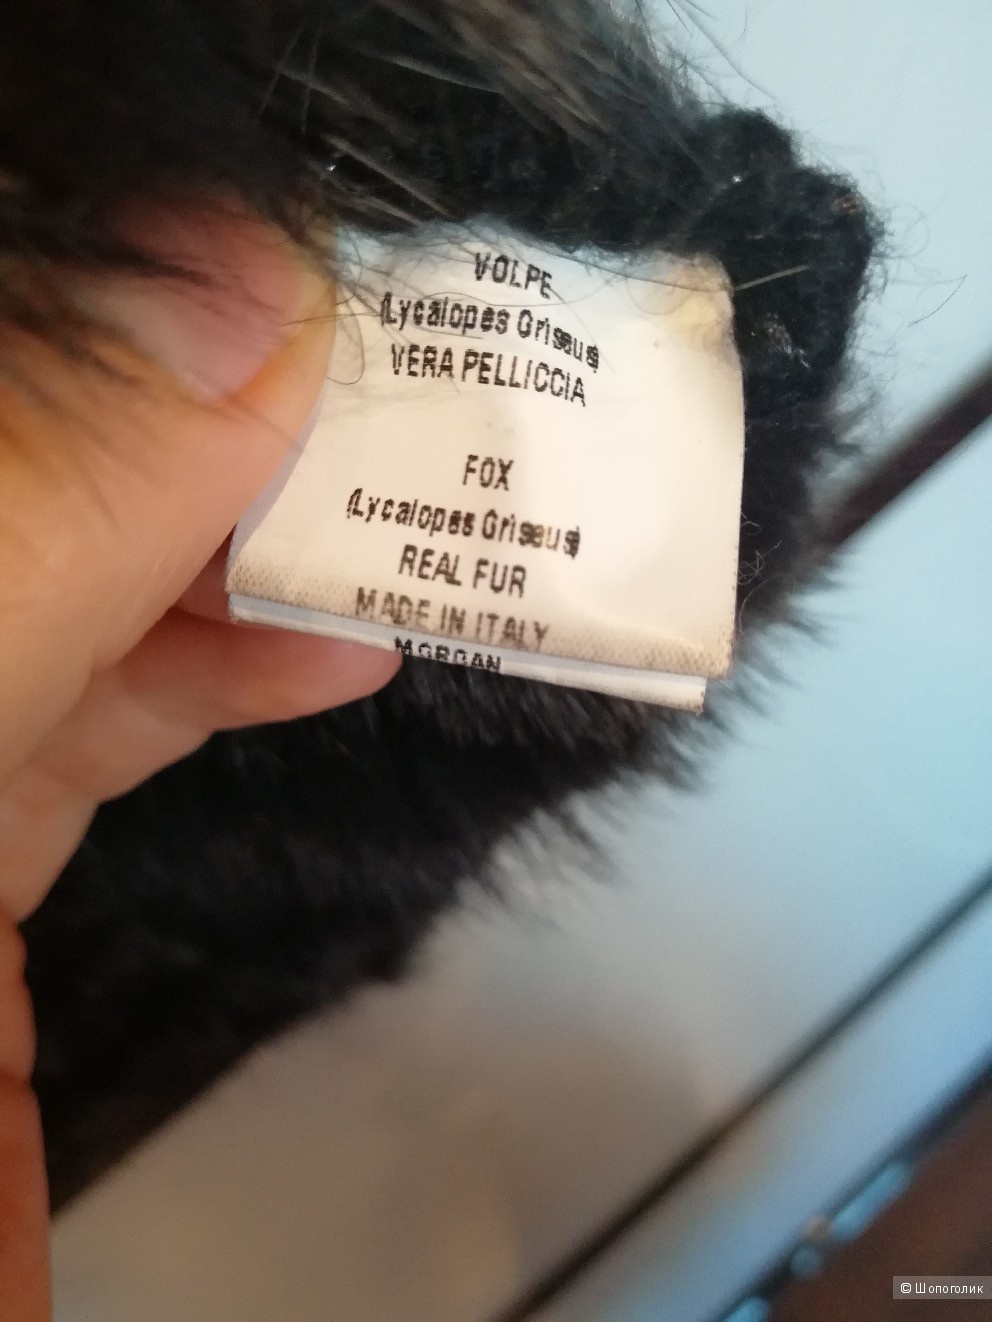 VOLPE
(Lycalopes Griseus)
VERA PELLICCIA
FOX
(Lycalopes Griseus)
REAL FUR
MADE IN ITALY
MORGAN
© Шопоголик